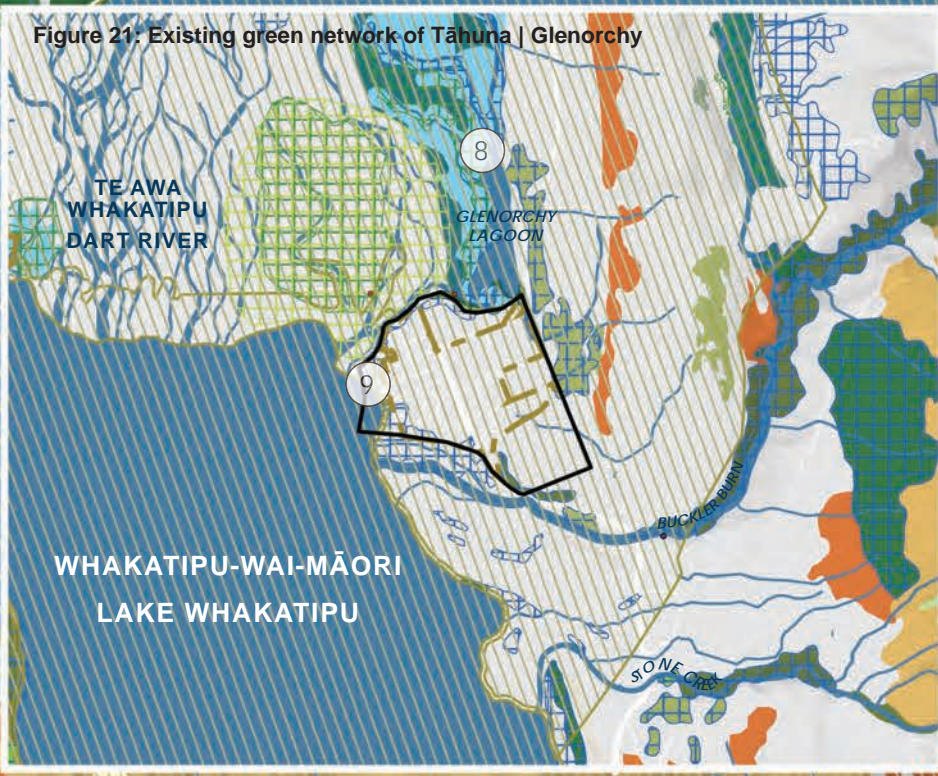 Figure 21: Existing green network of Tāhuna | Glenorchy
8
TE AWA
WHAKATIPU
DART RIVER
GLENORCHY
LAGOON
9
BUCKLER BURN
WHAKATIPU-WAI-MĀORI
LAKE WHAKATIPU
STONE CREEK